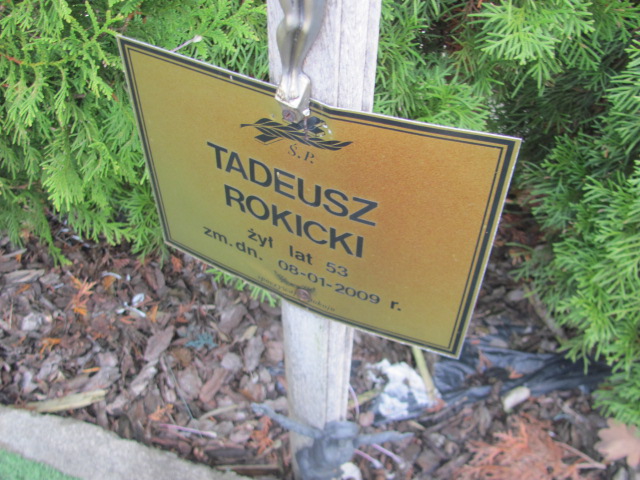 Ś.P.
TADEUSZ
ROKICKI
żył lat 53
zm. dn. 08-01-2009 r.